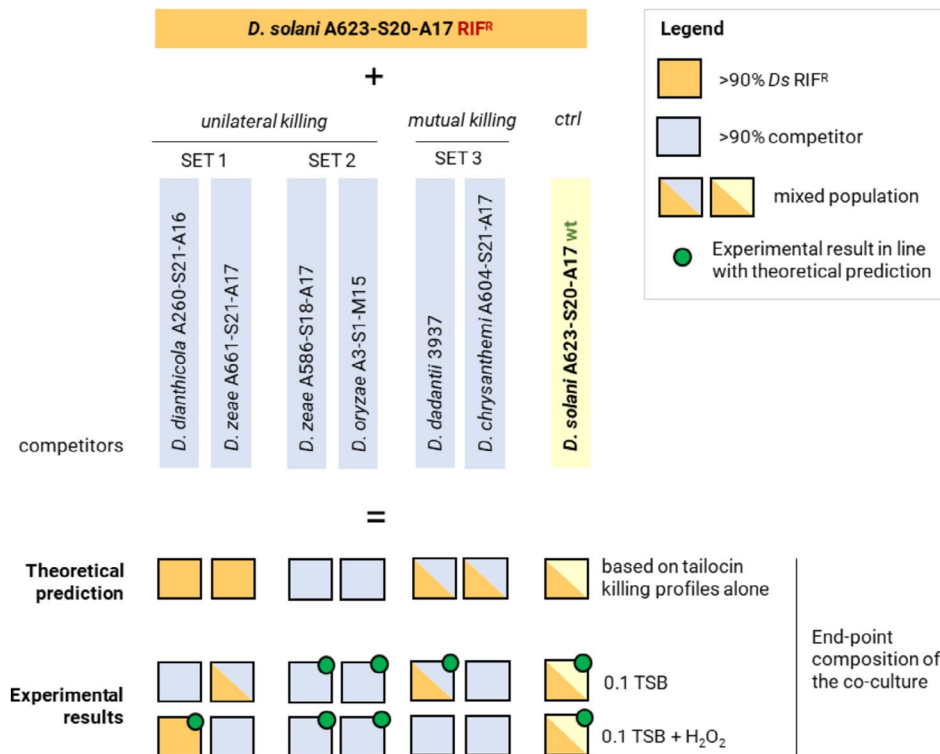 D. solani A623-S20-A17 RIFᴿ
+
unilateral killing
mutual killing
ctrl
SET 1
SET 2
SET 3
D. dianthicola A260-S21-A16
D. zeae A661-S21-A17
D. zeae A586-S18-A17
D. oryzae A3-S1-M15
D. dadantii 3937
D. chrysanthemi A604-S21-A17
D. solani A623-S20-A17 wt
competitors
=
Theoretical
prediction
based on tailocin
killing profiles alone
Experimental
results
0.1 TSB
0.1 TSB + H₂O₂
End-point
composition of
the co-culture
Legend
>90% Ds RIFᴿ
>90% competitor
mixed population
Experimental result in line
with theoretical prediction